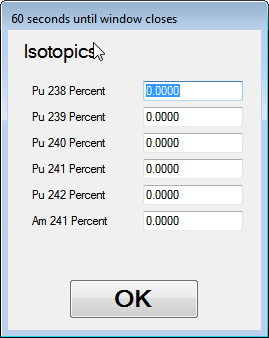 60 seconds until window closes
Isotopics
Pu 238 Percent 0.0000
Pu 239 Percent 0.0000
Pu 240 Percent 0.0000
Pu 241 Percent 0.0000
Pu 242 Percent 0.0000
Am 241 Percent 0.0000
OK